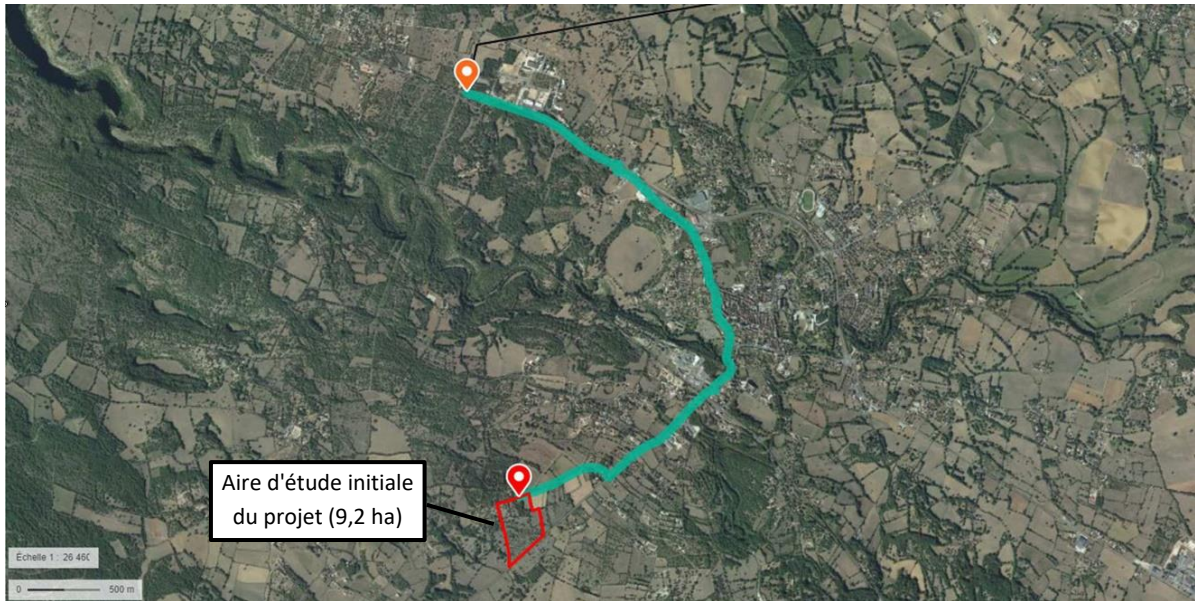 Aire d'étude initiale
du projet (9,2 ha)
Échelle 1 : 26 460
0 500 m